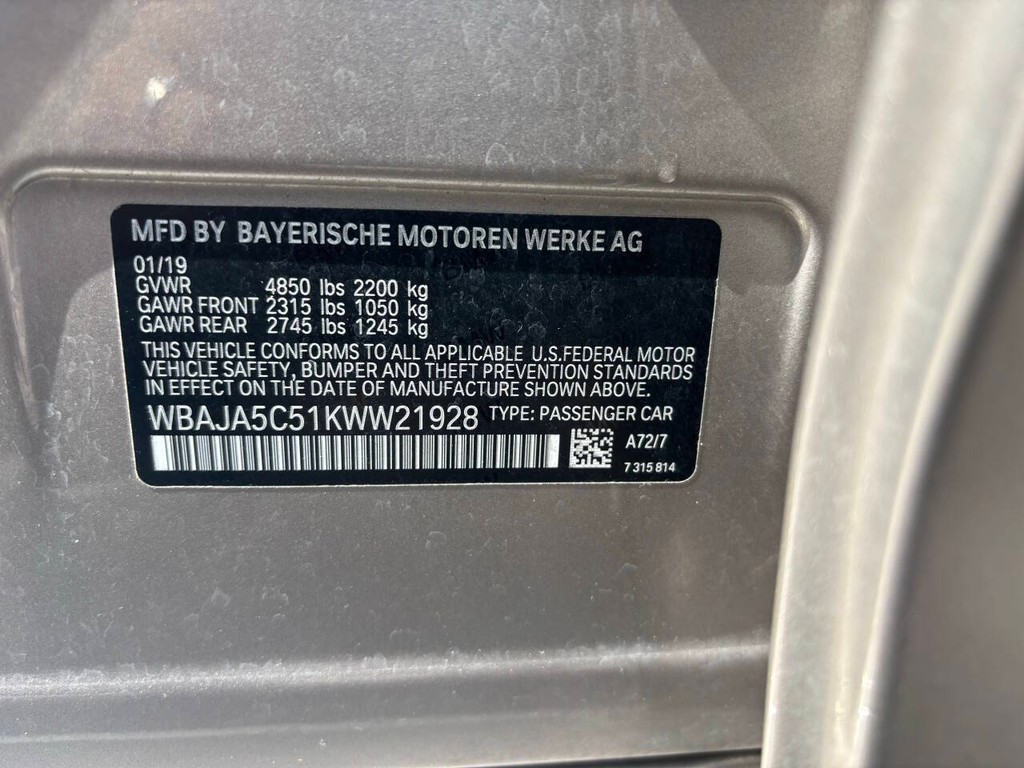 MFD BY BAYERISCHE MOTOREN WERKE AG
01/19
GVWR 4850 lbs 2200 kg
GAWR FRONT 2315 lbs 1050 kg
GAWR REAR 2745 lbs 1245 kg
THIS VEHICLE CONFORMS TO ALL APPLICABLE U.S.FEDERAL MOTOR
VEHICLE SAFETY, BUMPER AND THEFT PREVENTION STANDARDS
IN EFFECT ON THE DATE OF MANUFACTURE SHOWN ABOVE.
WBAJA5C51KWW21928 TYPE: PASSENGER CAR
A72/7
7 315 814